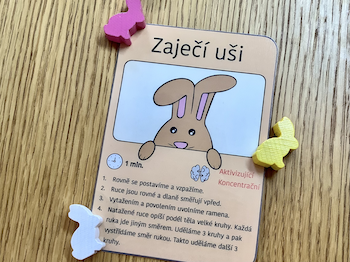 Zaječí uši
1 min.
Aktivizující
Koncentrační
1. Rovně se postavíme a vzpažíme.
2. Ruce jsou rovné a dlaně směřují vpřed.
3. Vytažením a povolením uvolníme ramena.
4. Natažené ruce opíší podél těla velké kruhy. Každá
ruka jde jiným směrem. Uděláme 3 kruhy a pak
vystřídáme směr rukou. Takto uděláme další 3
kruhy.